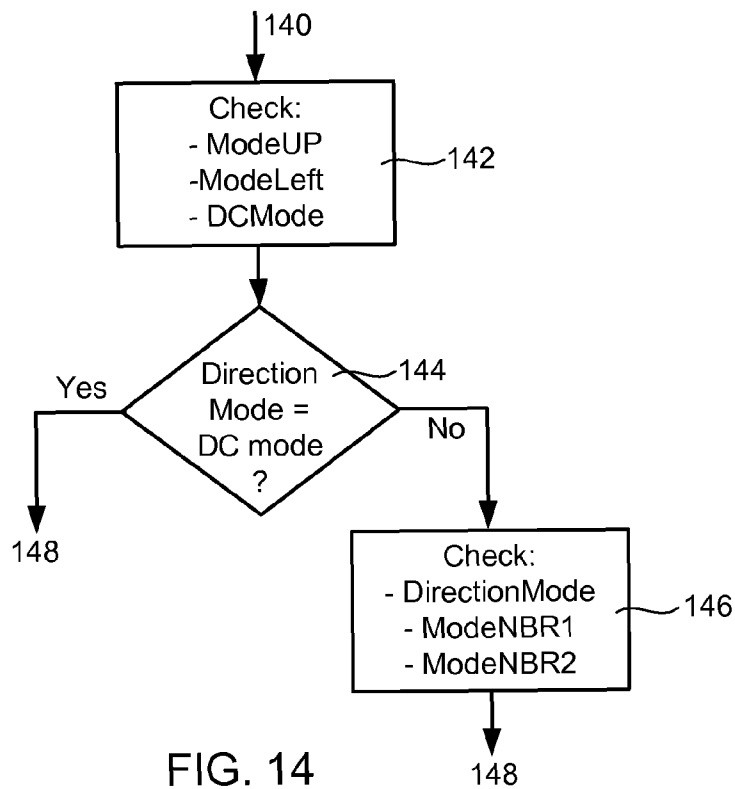 140
Check:
- ModeUP
-ModeLeft
- DCMode
142
Direction
Mode =
DC mode
?
144
Yes
No
148
Check:
- DirectionMode
- ModeNBR1
- ModeNBR2
146
148
FIG. 14